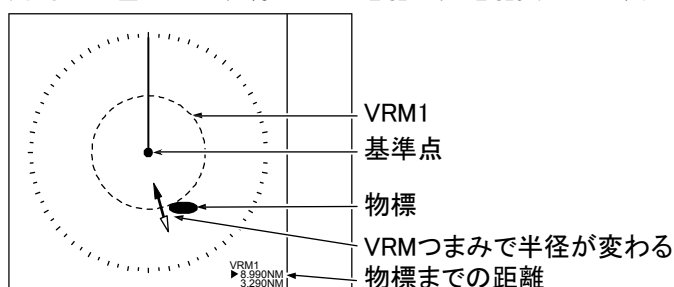 VRM1
基準点
物標
VRMつまみで半径が変わる
VRM1
▶8.990NM
3.290NM
物標までの距離